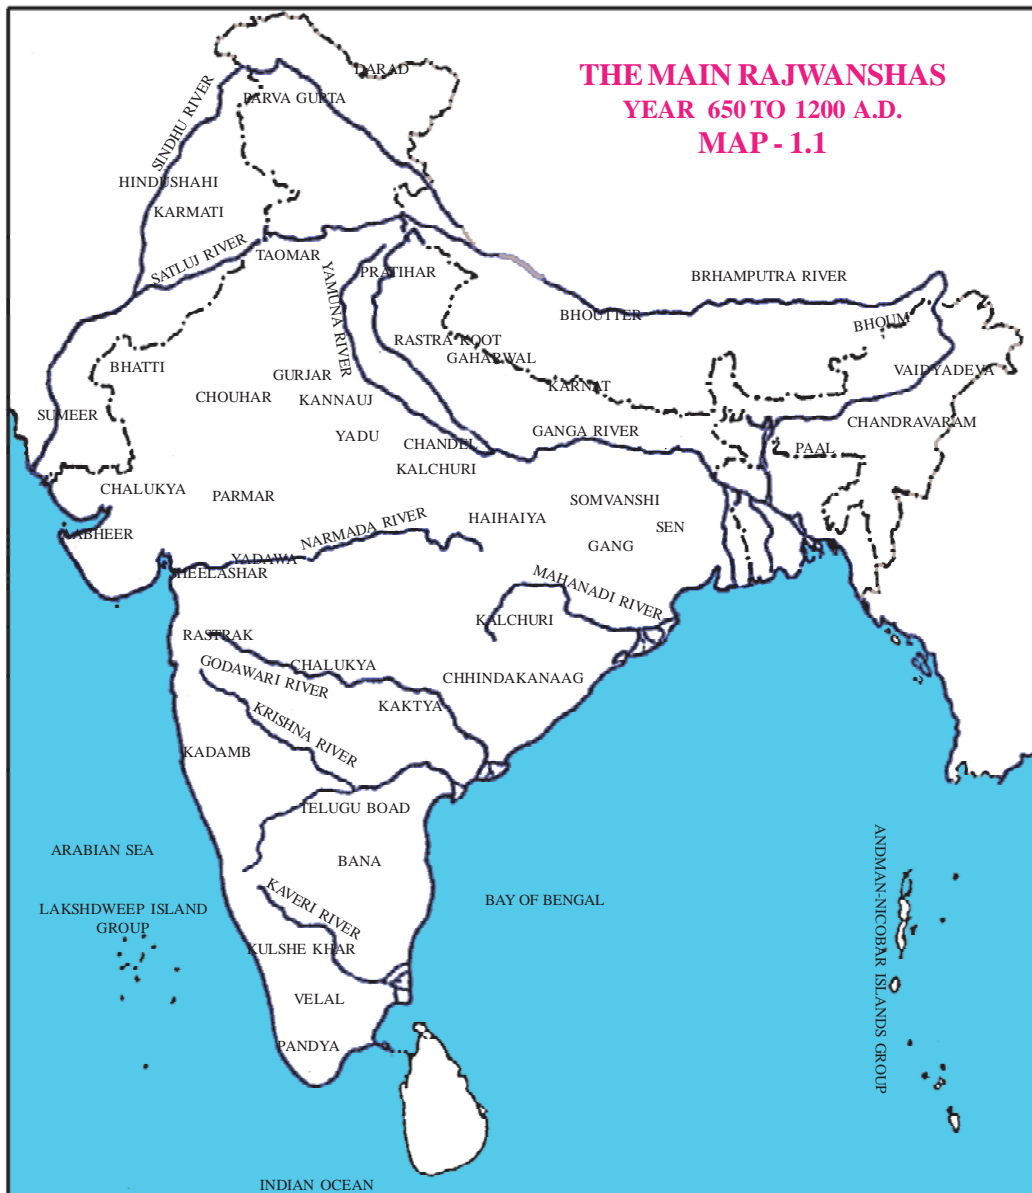 THE MAIN RAJWANSHAS
YEAR 650 TO 1200 A.D.
MAP - 1.1
DARAD
PARVA GUPTA
SINDHU RIVER
HINDUSHAHI
KARMATI
SATLUJ RIVER
TAOMAR
YAMUNA RIVER
PRATIHAR
BRHAMPUTRA RIVER
BHOUTTER
BHOUM
RASTRA KOOT
GAHARWAL
VAIDYADEVA
BHATTI
GURJAR
KARNAT
CHOUHAR
KANNAUJ
SUMEER
CHANDRAVARAM
YADU
CHANDEL
GANGA RIVER
PAAL
KALCHURI
CHALUKYA
PARMAR
SOMVANSHI
HAIHAIYA
SEN
AABHEER
NARMADA RIVER
GANG
YADAWA
HEELASHAR
MAHANADI RIVER
KALCHURI
RASTRAK
CHALUKYA
GODAWARI RIVER
CHHINDAKANAAG
KAKTYA
KRISHNA RIVER
KADAMB
TELUGU BOAD
ARABIAN SEA
BANA
ANDMAN-NICOBAR ISLANDS GROUP
KAVERI RIVER
BAY OF BENGAL
LAKSHDWEEP ISLAND
GROUP
KULSHE KHAR
VELAL
PANDYA
INDIAN OCEAN